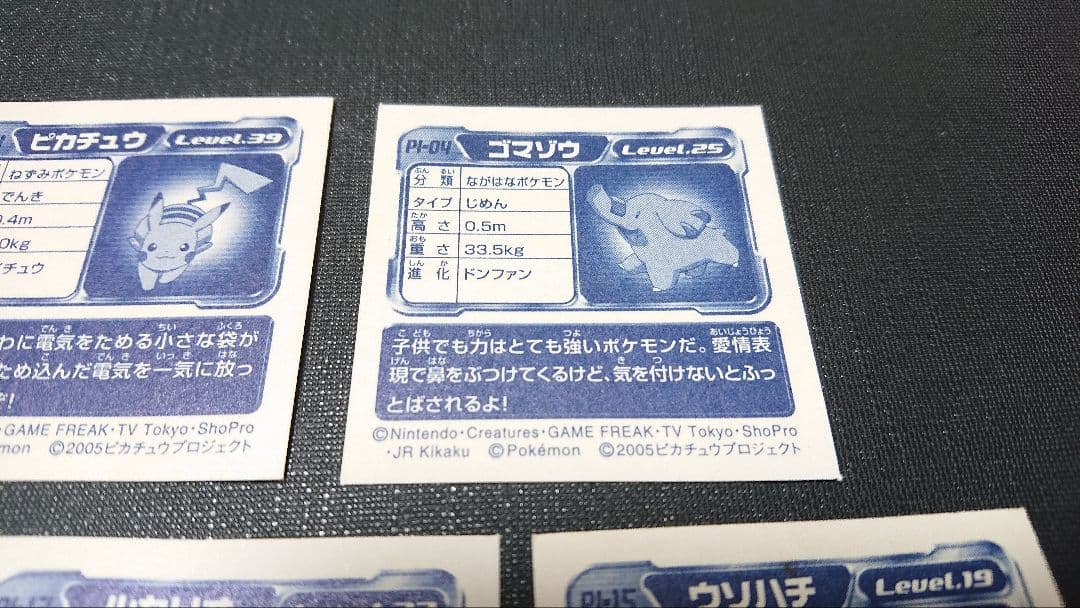 ピカチュウ Level.39
ねずみポケモン
でんき
.4m
0kg
イチュウ
に電気をためる小さな袋が
ため込んだ電気を一気に放っ
!
GAME FREAK・TV Tokyo・ShoPro
mon ©2005ピカチュウプロジェクト
PI-04 ゴマゾウ Level.25
分類 ながはなポケモン
タイプ じめん
高さ 0.5m
重さ 33.5kg
進化 ドンファン
子供でも力はとても強いポケモンだ。愛情表
現で鼻をぶつけてくるけど、気を付けないとふっ
とばされるよ!
©Nintendo・Creatures・GAME FREAK・TV Tokyo・ShoPro
・JR Kikaku ©Pokémon ©2005ピカチュウプロジェクト
PI-15 ウソハチ Level.19